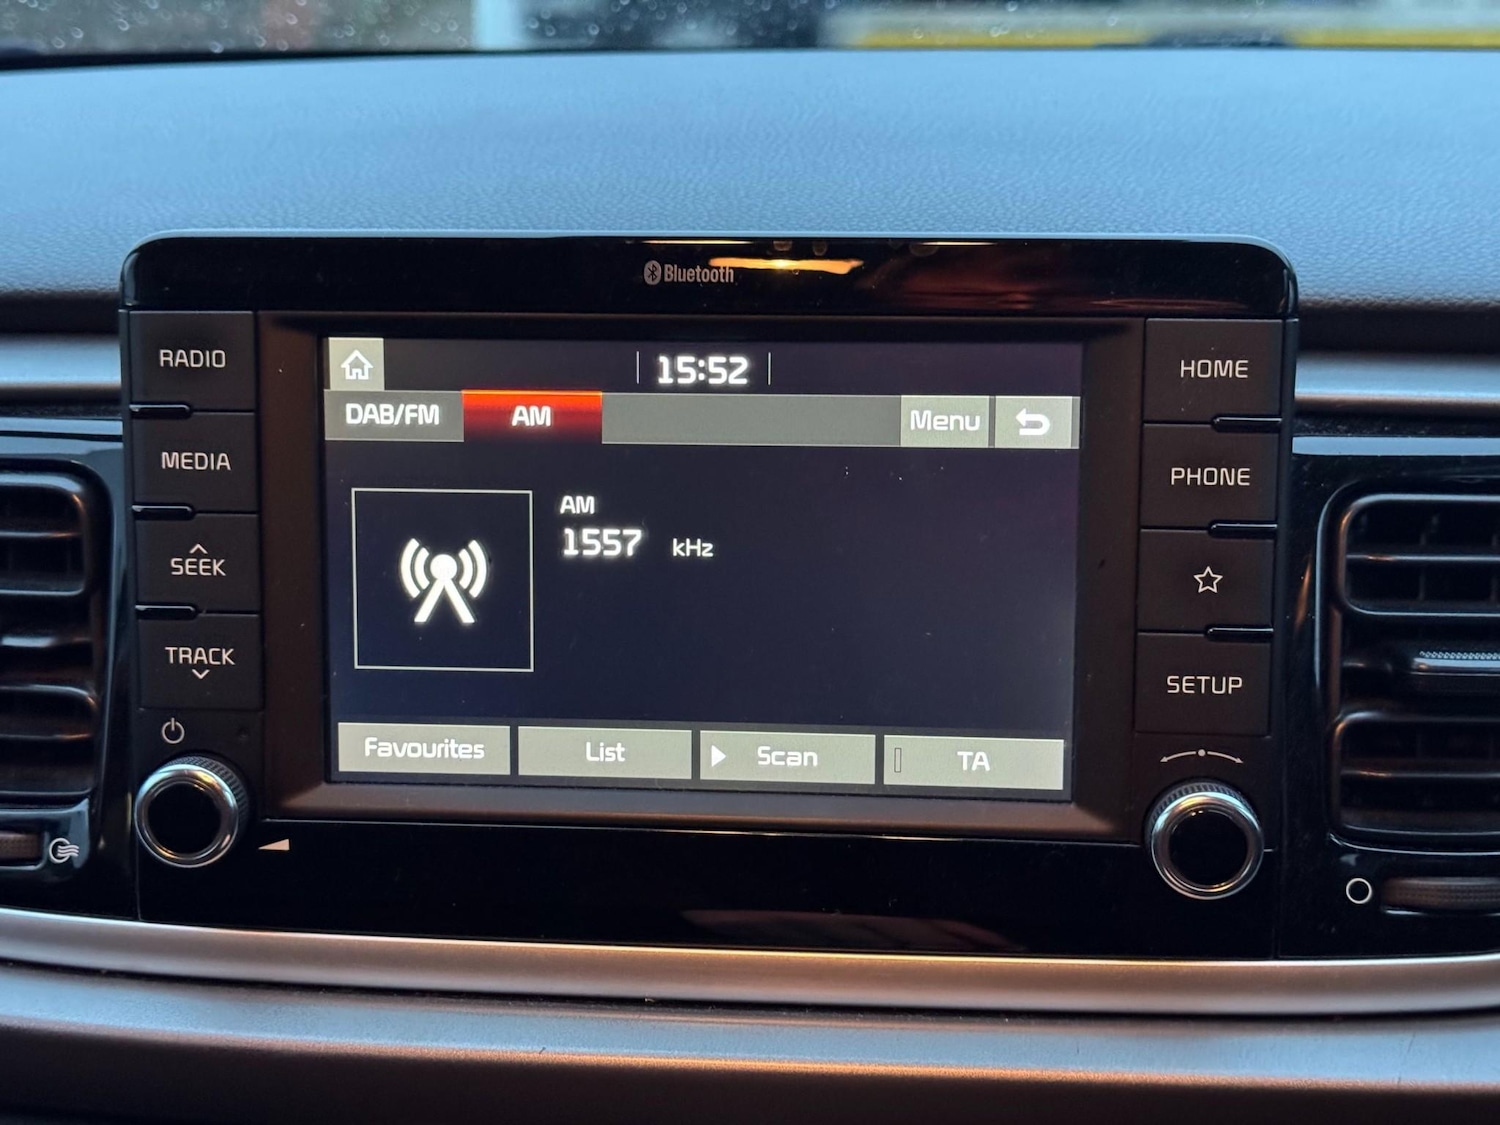 Bluetooth
RADIO
MEDIA
SEEK
TRACK
15:52
DAB/FM
AM
Menu
AM
1557 kHz
Favourites
List
Scan
TA
HOME
PHONE
SETUP